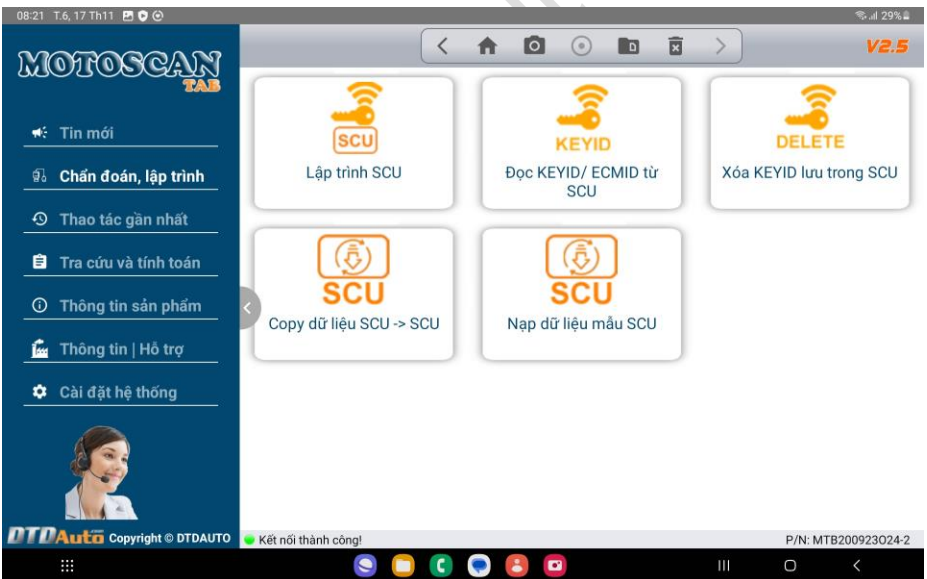 08:21 T.6, 17 Th11
29%
MOTOSCAN
TAB
V2.5
Tin mới
Chẩn đoán, lập trình
Thao tác gần nhất
Tra cứu và tính toán
Thông tin sản phẩm
Thông tin | Hỗ trợ
Cài đặt hệ thống
SCU
Lập trình SCU
KEYID
Đọc KEYID/ ECMID từ
SCU
DELETE
Xóa KEYID lưu trong SCU
SCU
Copy dữ liệu SCU -> SCU
SCU
Nạp dữ liệu mẫu SCU
DTDAuto Copyright © DTDAUTO
Kết nối thành công!
P/N: MTB200923O24-2